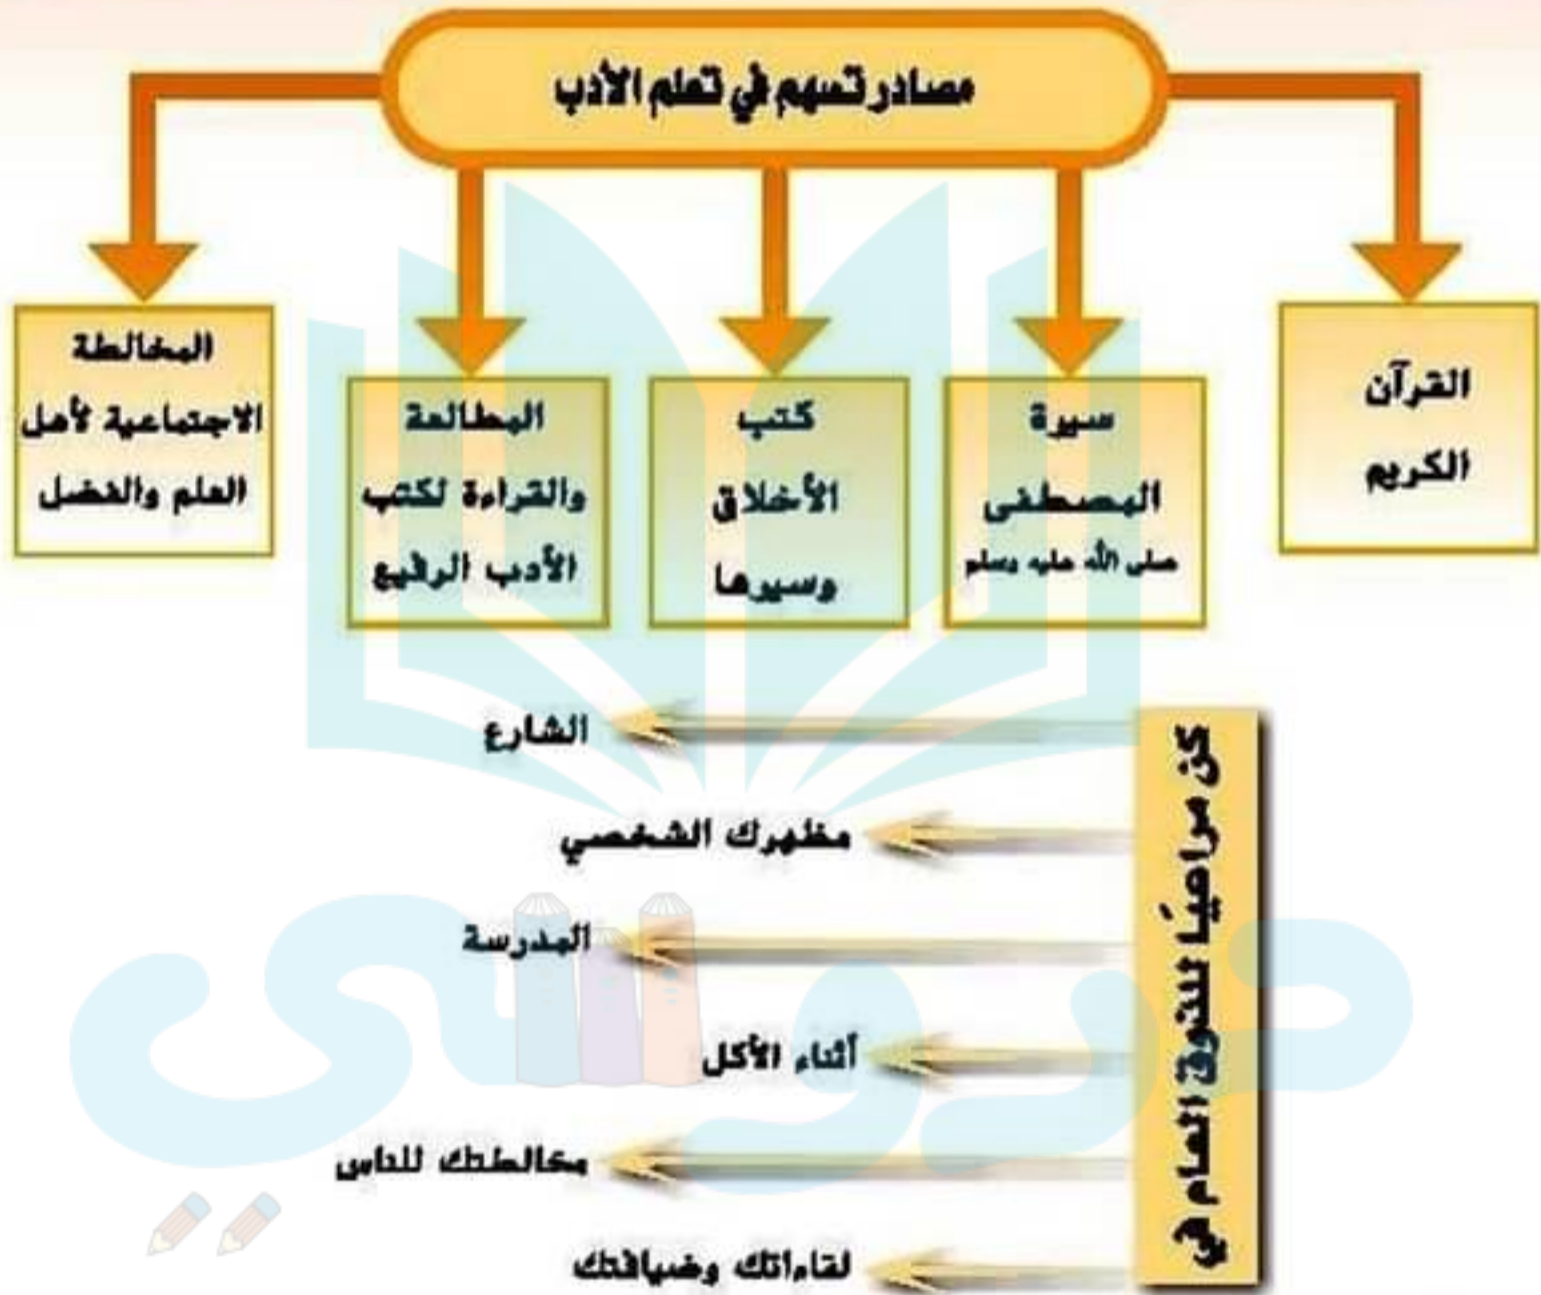 مصادر تسهم في تعلم الأدب
القرآن
الكريم
سيرة
المصطفى
صلى الله عليه وسلم
كتب
الأخلاق
وسيرها
المطالعة
والقراءة لكتب
الأدب الرفيع
المخالطة
الاجتماعية لأهل
العلم والفضل
كن مراعيًا للذوق العام في
الشارع
مظهرك الشخصي
المدرسة
أثناء الأكل
مخالطتك للناس
لقاءاتك وضيافتك
دروسي